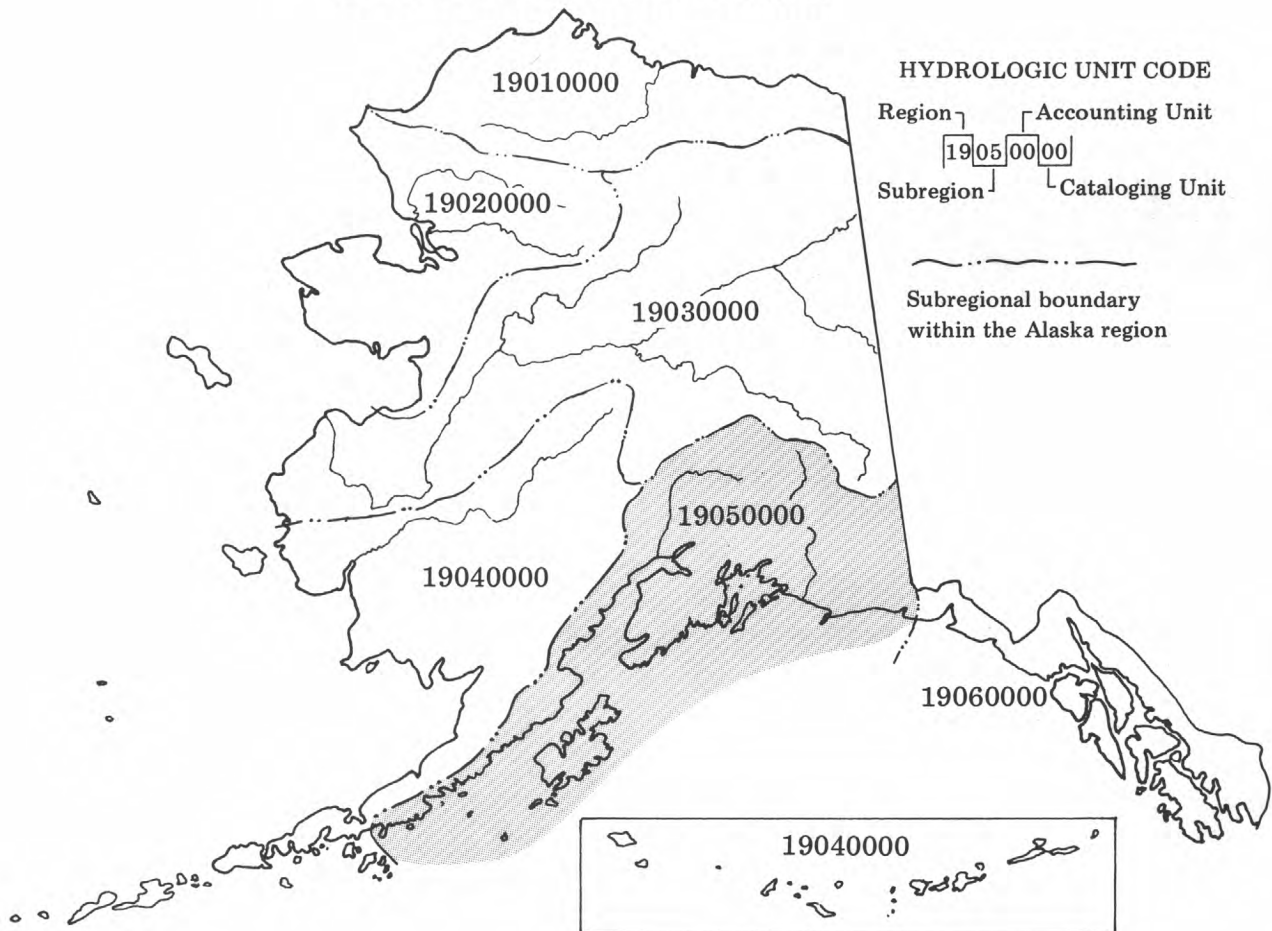 19010000
HYDROLOGIC UNIT CODE
Region
Accounting Unit
19 05 00 00
Subregion
Cataloging Unit
19020000
Subregional boundary
within the Alaska region
19030000
19050000
19040000
19060000
19040000